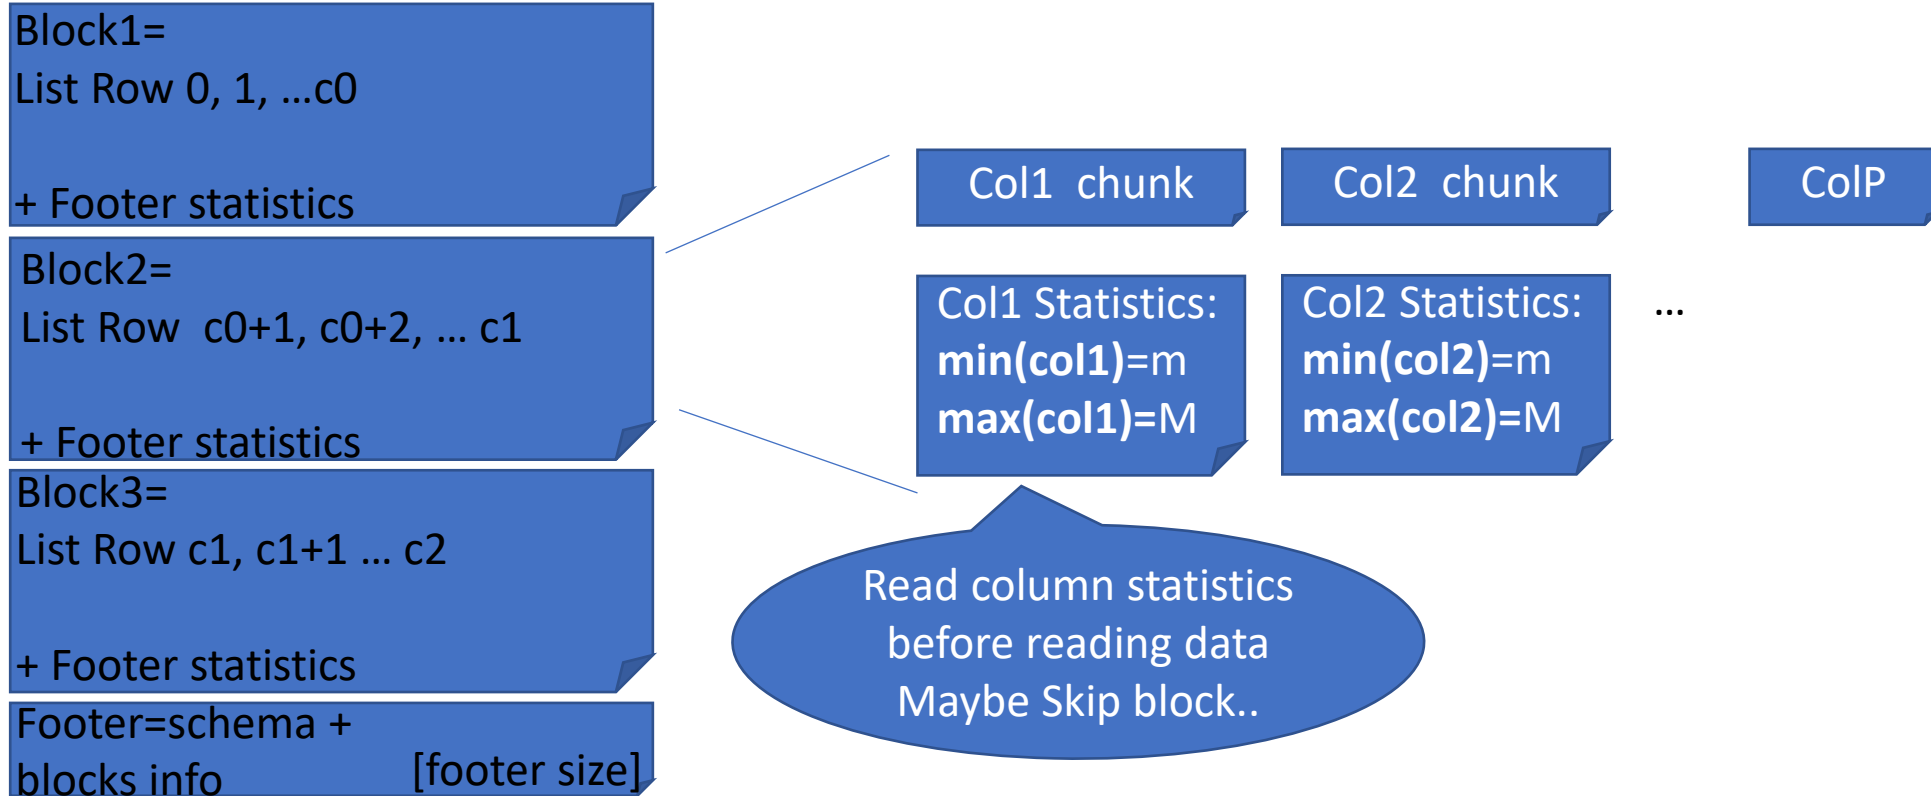 Block1=
List Row 0, 1, …c0
+ Footer statistics
Block2=
List Row c0+1, c0+2, … c1
+ Footer statistics
Block3=
List Row c1, c1+1 … c2
+ Footer statistics
Footer=schema +
blocks info
[footer size]
Col1 chunk
Col2 chunk
ColP
Col1 Statistics:
min(col1)=m
max(col1)=M
Col2 Statistics:
min(col2)=m
max(col2)=M
…
Read column statistics
before reading data
Maybe Skip block..